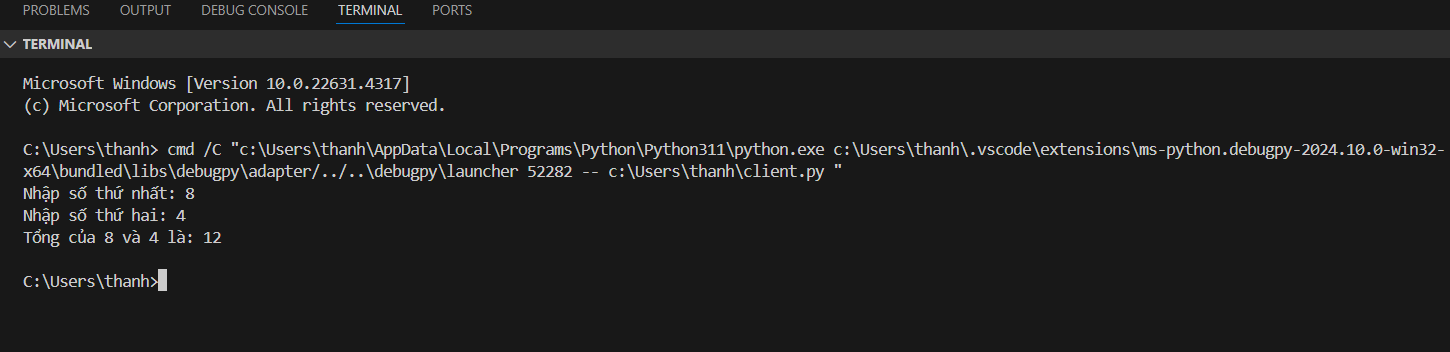 PROBLEMS OUTPUT DEBUG CONSOLE TERMINAL PORTS
TERMINAL
Microsoft Windows [Version 10.0.22631.4317]
(c) Microsoft Corporation. All rights reserved.
C:\Users\thanh> cmd /C "c:\Users\thanh\AppData\Local\Programs\Python\Python311\python.exe c:\Users\thanh\.vscode\extensions\ms-python.debugpy-2024.10.0-win32-
x64\bundled\libs\debugpy\adapter/../..\debugpy\launcher 52282 -- c:\Users\thanh\client.py "
Nhập số thứ nhất: 8
Nhập số thứ hai: 4
Tổng của 8 và 4 là: 12
C:\Users\thanh>